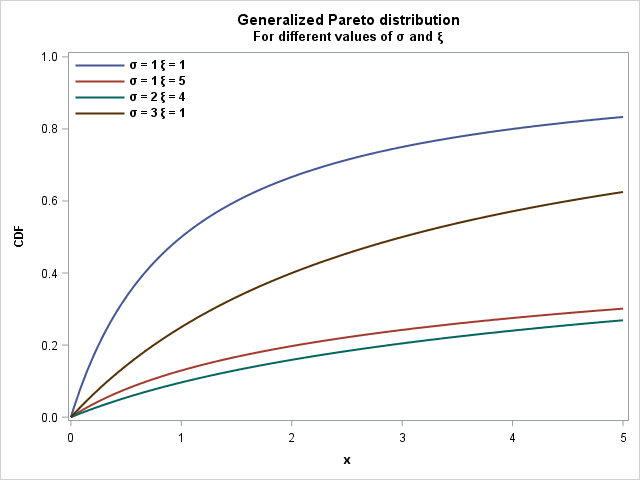 Generalized Pareto distribution
For different values of σ and ξ
σ = 1 ξ = 1
σ = 1 ξ = 5
σ = 2 ξ = 4
σ = 3 ξ = 1
1.0
0.8
0.6
0.4
0.2
0.0
CDF
0 1 2 3 4 5
x